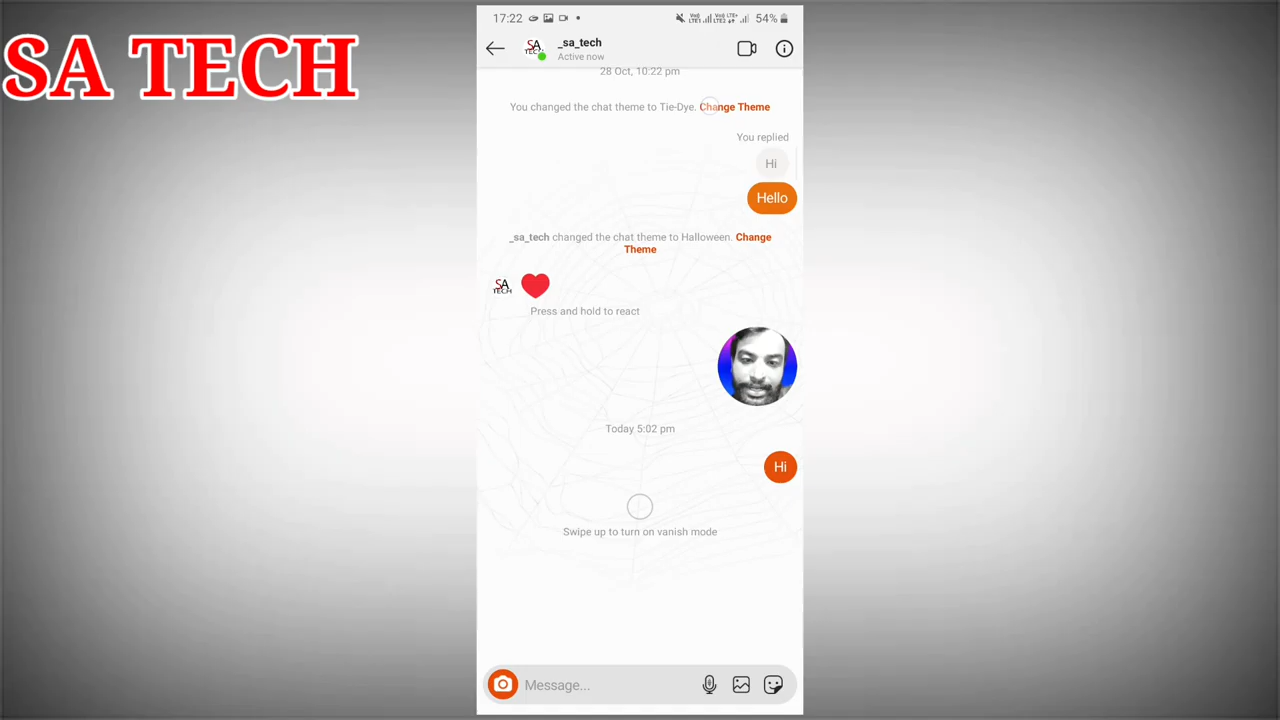 SA TECH
17:22 54%
_sa_tech
Active now
28 Oct, 10:22 pm
You changed the chat theme to Tie-Dye. Change Theme
You replied
Hi
Hello
_sa_tech changed the chat theme to Halloween. Change
Theme
SA
TECH
Press and hold to react
Today 5:02 pm
Hi
Swipe up to turn on vanish mode
Message...